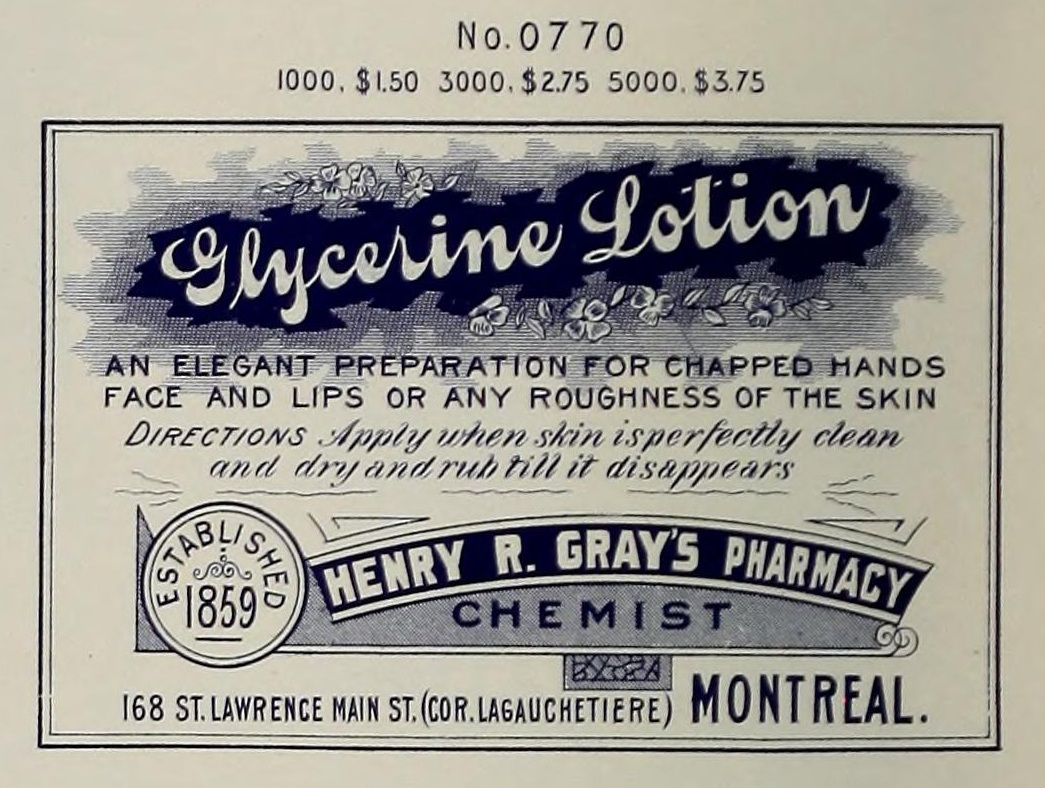 No. 0770
1000, $1.50 3000, $2.75 5000, $3.75
Glycerine Lotion
AN ELEGANT PREPARATION FOR CHAPPED HANDS
FACE AND LIPS OR ANY ROUGHNESS OF THE SKIN
DIRECTIONS Apply when skin is perfectly clean
and dry and rub till it disappears
ESTABLISHED
1859
HENRY R. GRAY'S PHARMACY
CHEMIST
168 ST. LAWRENCE MAIN ST. (COR. LAGAUCHETIERE) MONTREAL.